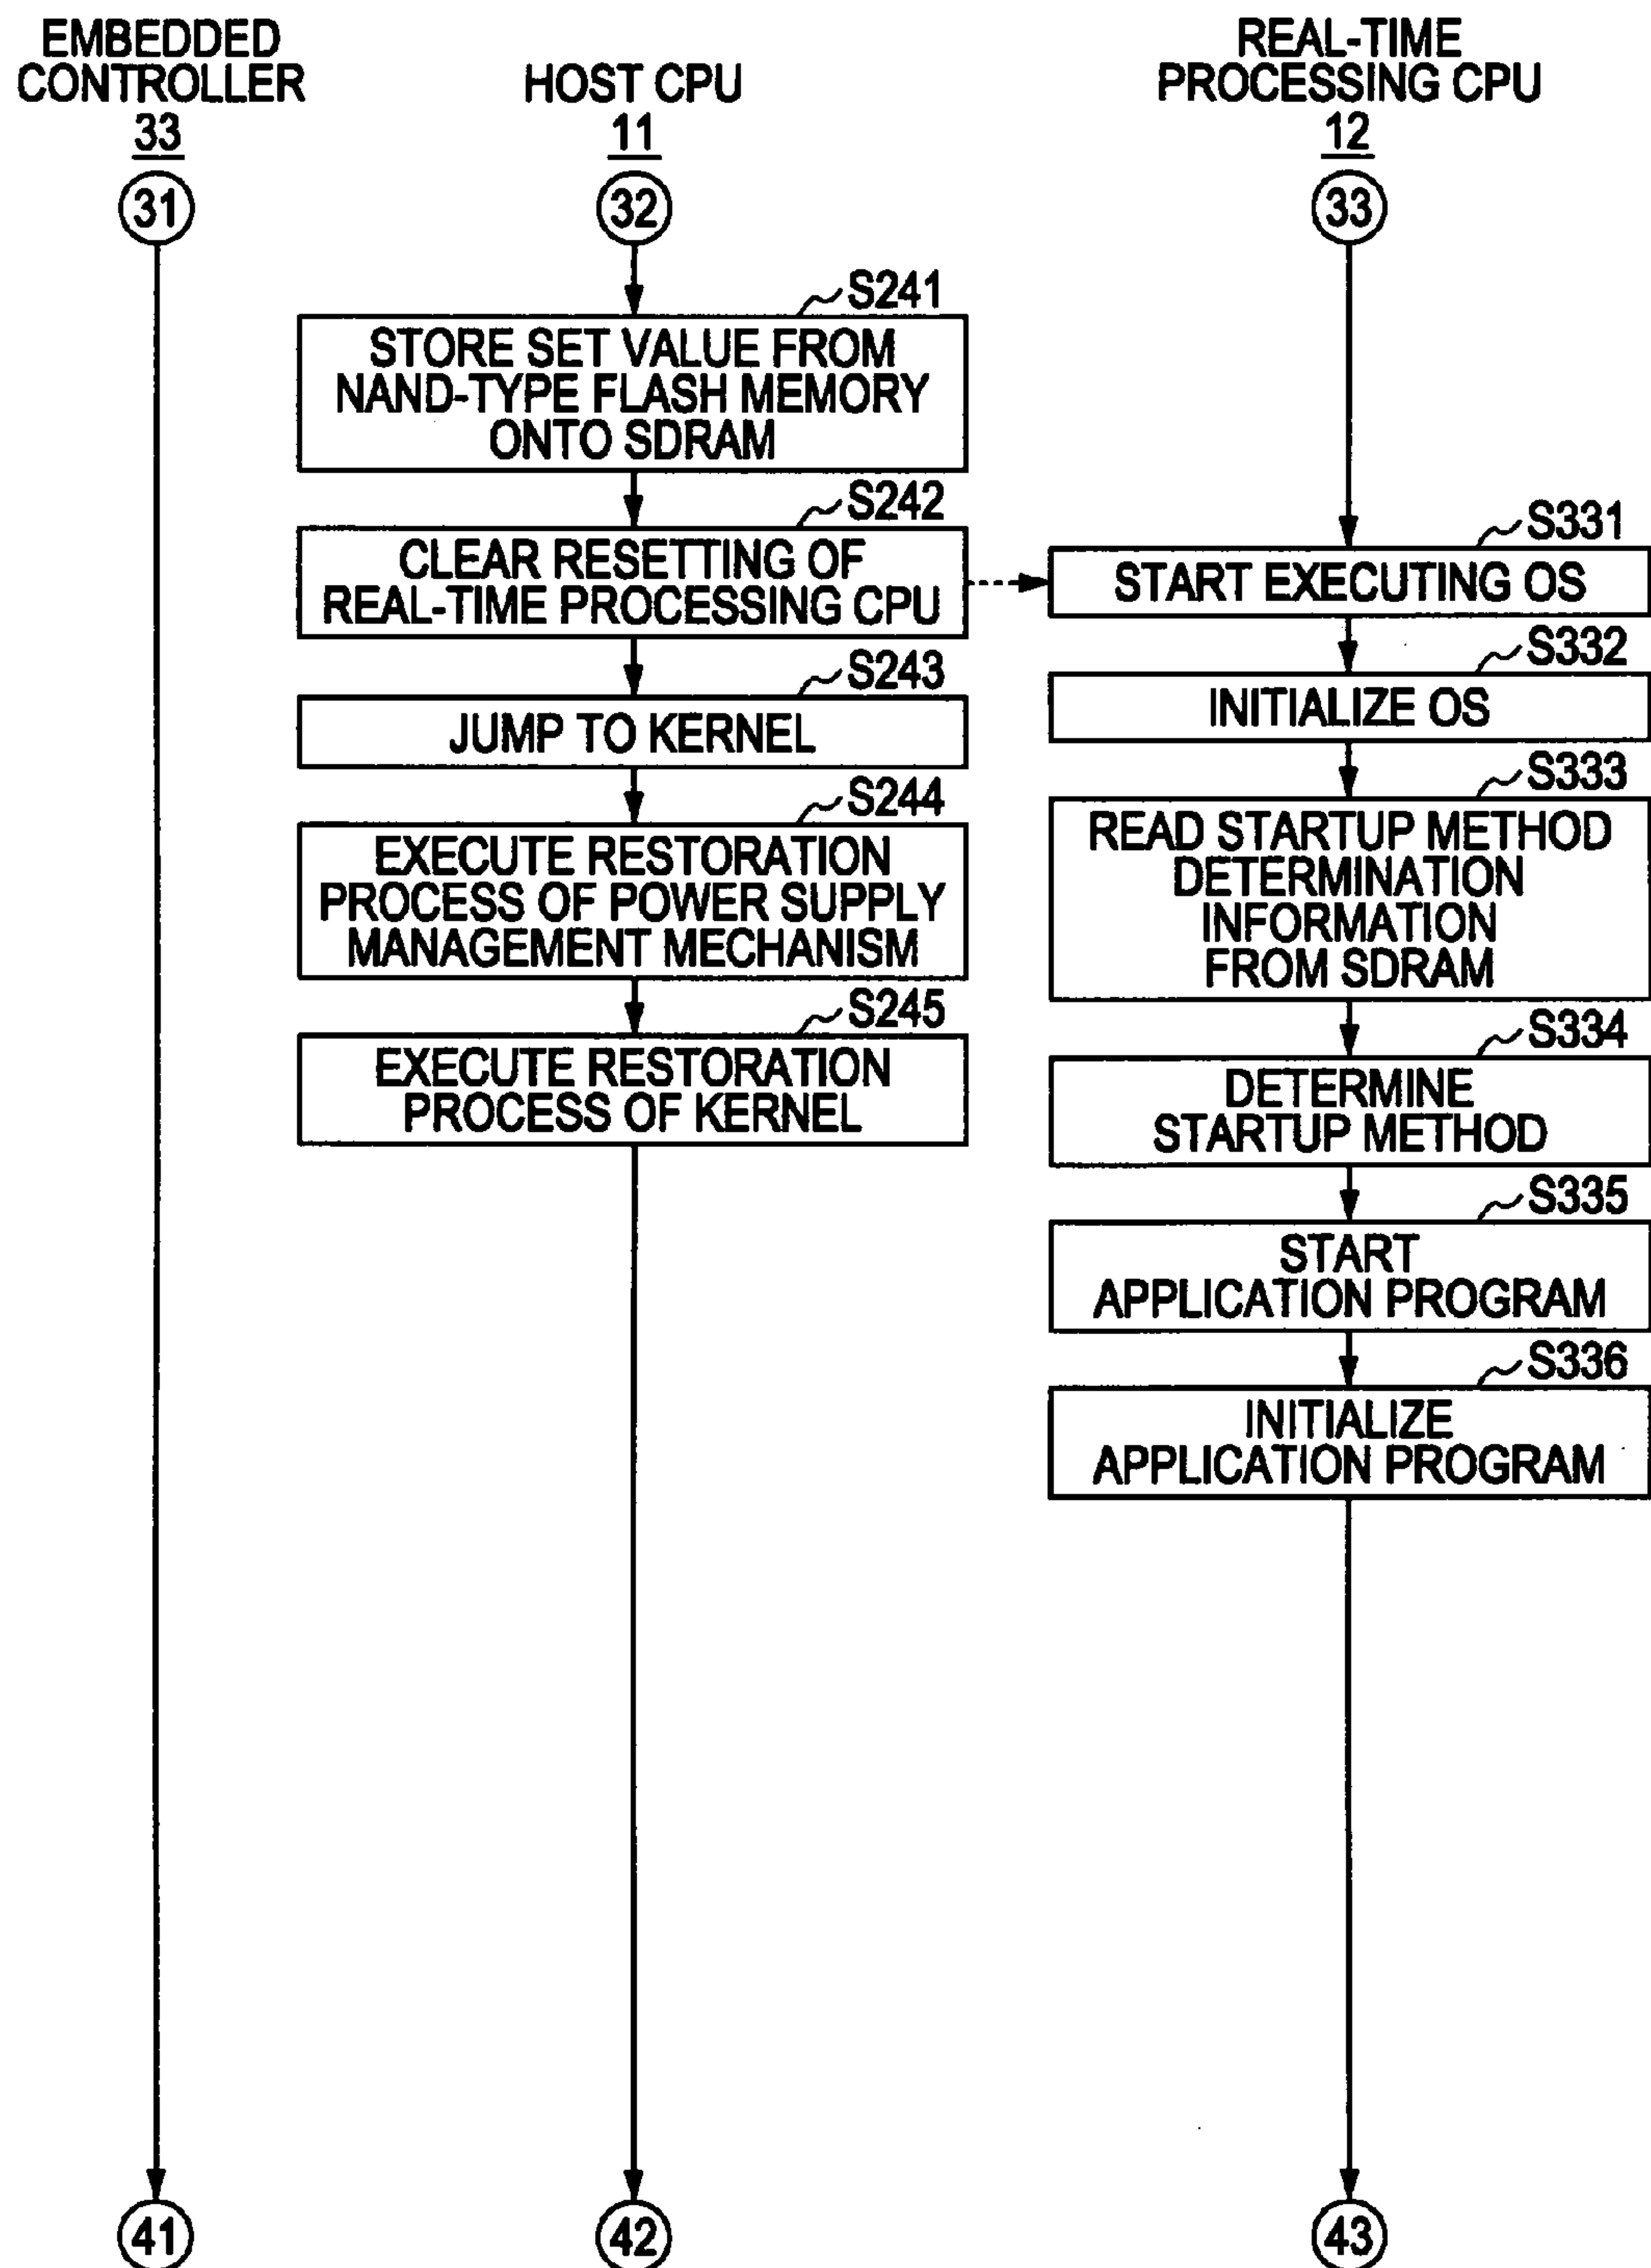 EMBEDDED
CONTROLLER
33
31
HOST CPU
11
32
REAL-TIME
PROCESSING CPU
12
33
S241
STORE SET VALUE FROM
NAND-TYPE FLASH MEMORY
ONTO SDRAM
S242
CLEAR RESETTING OF
REAL-TIME PROCESSING CPU
S243
JUMP TO KERNEL
S244
EXECUTE RESTORATION
PROCESS OF POWER SUPPLY
MANAGEMENT MECHANISM
S245
EXECUTE RESTORATION
PROCESS OF KERNEL
S331
START EXECUTING OS
S332
INITIALIZE OS
S333
READ STARTUP METHOD
DETERMINATION
INFORMATION
FROM SDRAM
S334
DETERMINE
STARTUP METHOD
S335
START
APPLICATION PROGRAM
S336
INITIALIZE
APPLICATION PROGRAM
41
42
43